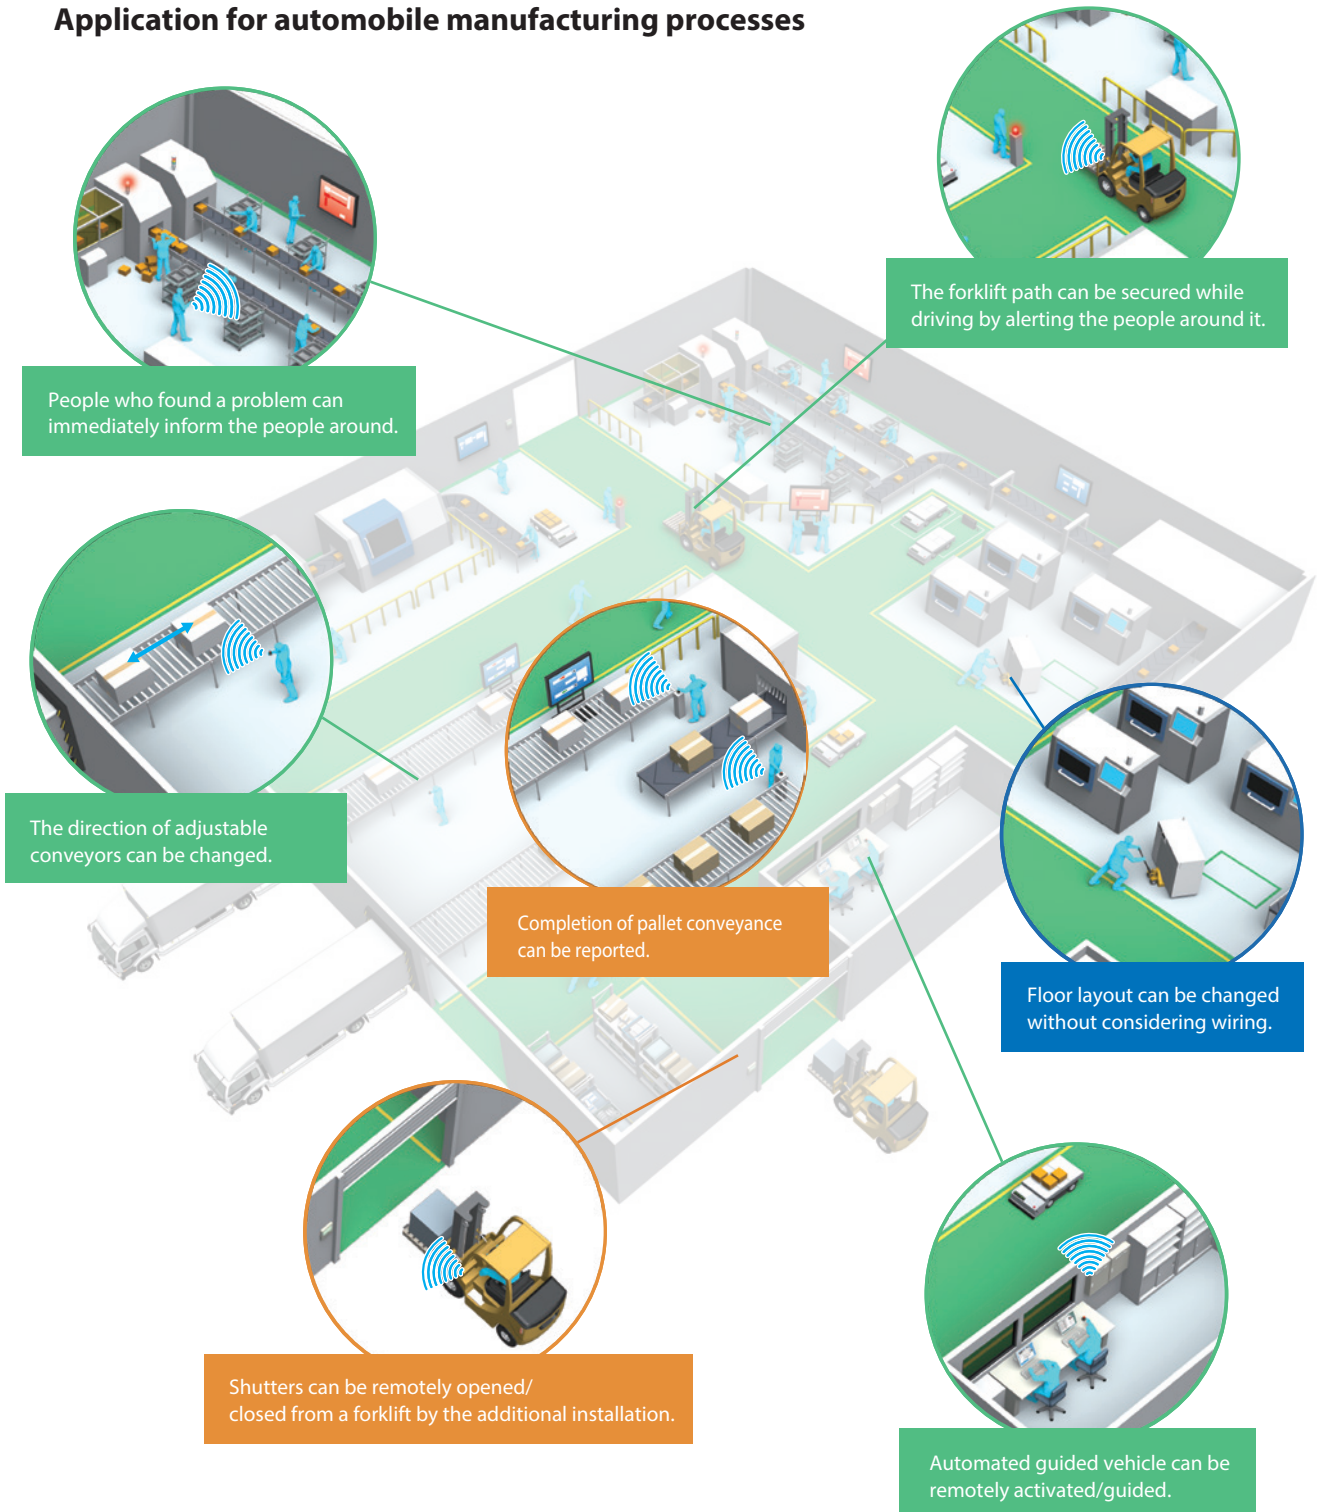 Application for automobile manufacturing processes
The forklift path can be secured while
driving by alerting the people around it.
People who found a problem can
immediately inform the people around.
The direction of adjustable
conveyors can be changed.
Completion of pallet conveyance
can be reported.
Floor layout can be changed
without considering wiring.
Shutters can be remotely opened/
closed from a forklift by the additional installation.
Automated guided vehicle can be
remotely activated/guided.